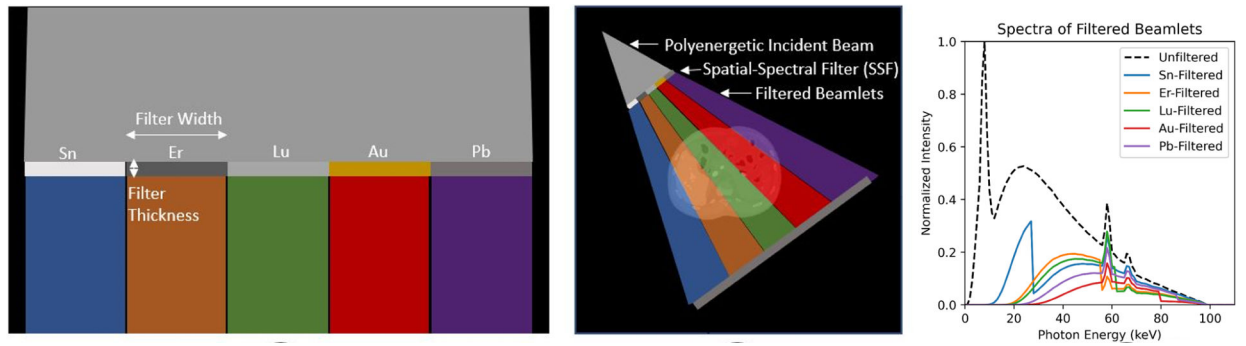 Filter Width
Sn
Er
Lu
Au
Pb
Filter
Thickness
Polyenergetic Incident Beam
Spatial-Spectral Filter (SSF)
Filtered Beamlets
Spectra of Filtered Beamlets
Normalized Intensity
1.0
0.8
0.6
0.4
0.2
0.0
0
20
40
60
80
100
Photon Energy (keV)
Unfiltered
Sn-Filtered
Er-Filtered
Lu-Filtered
Au-Filtered
Pb-Filtered